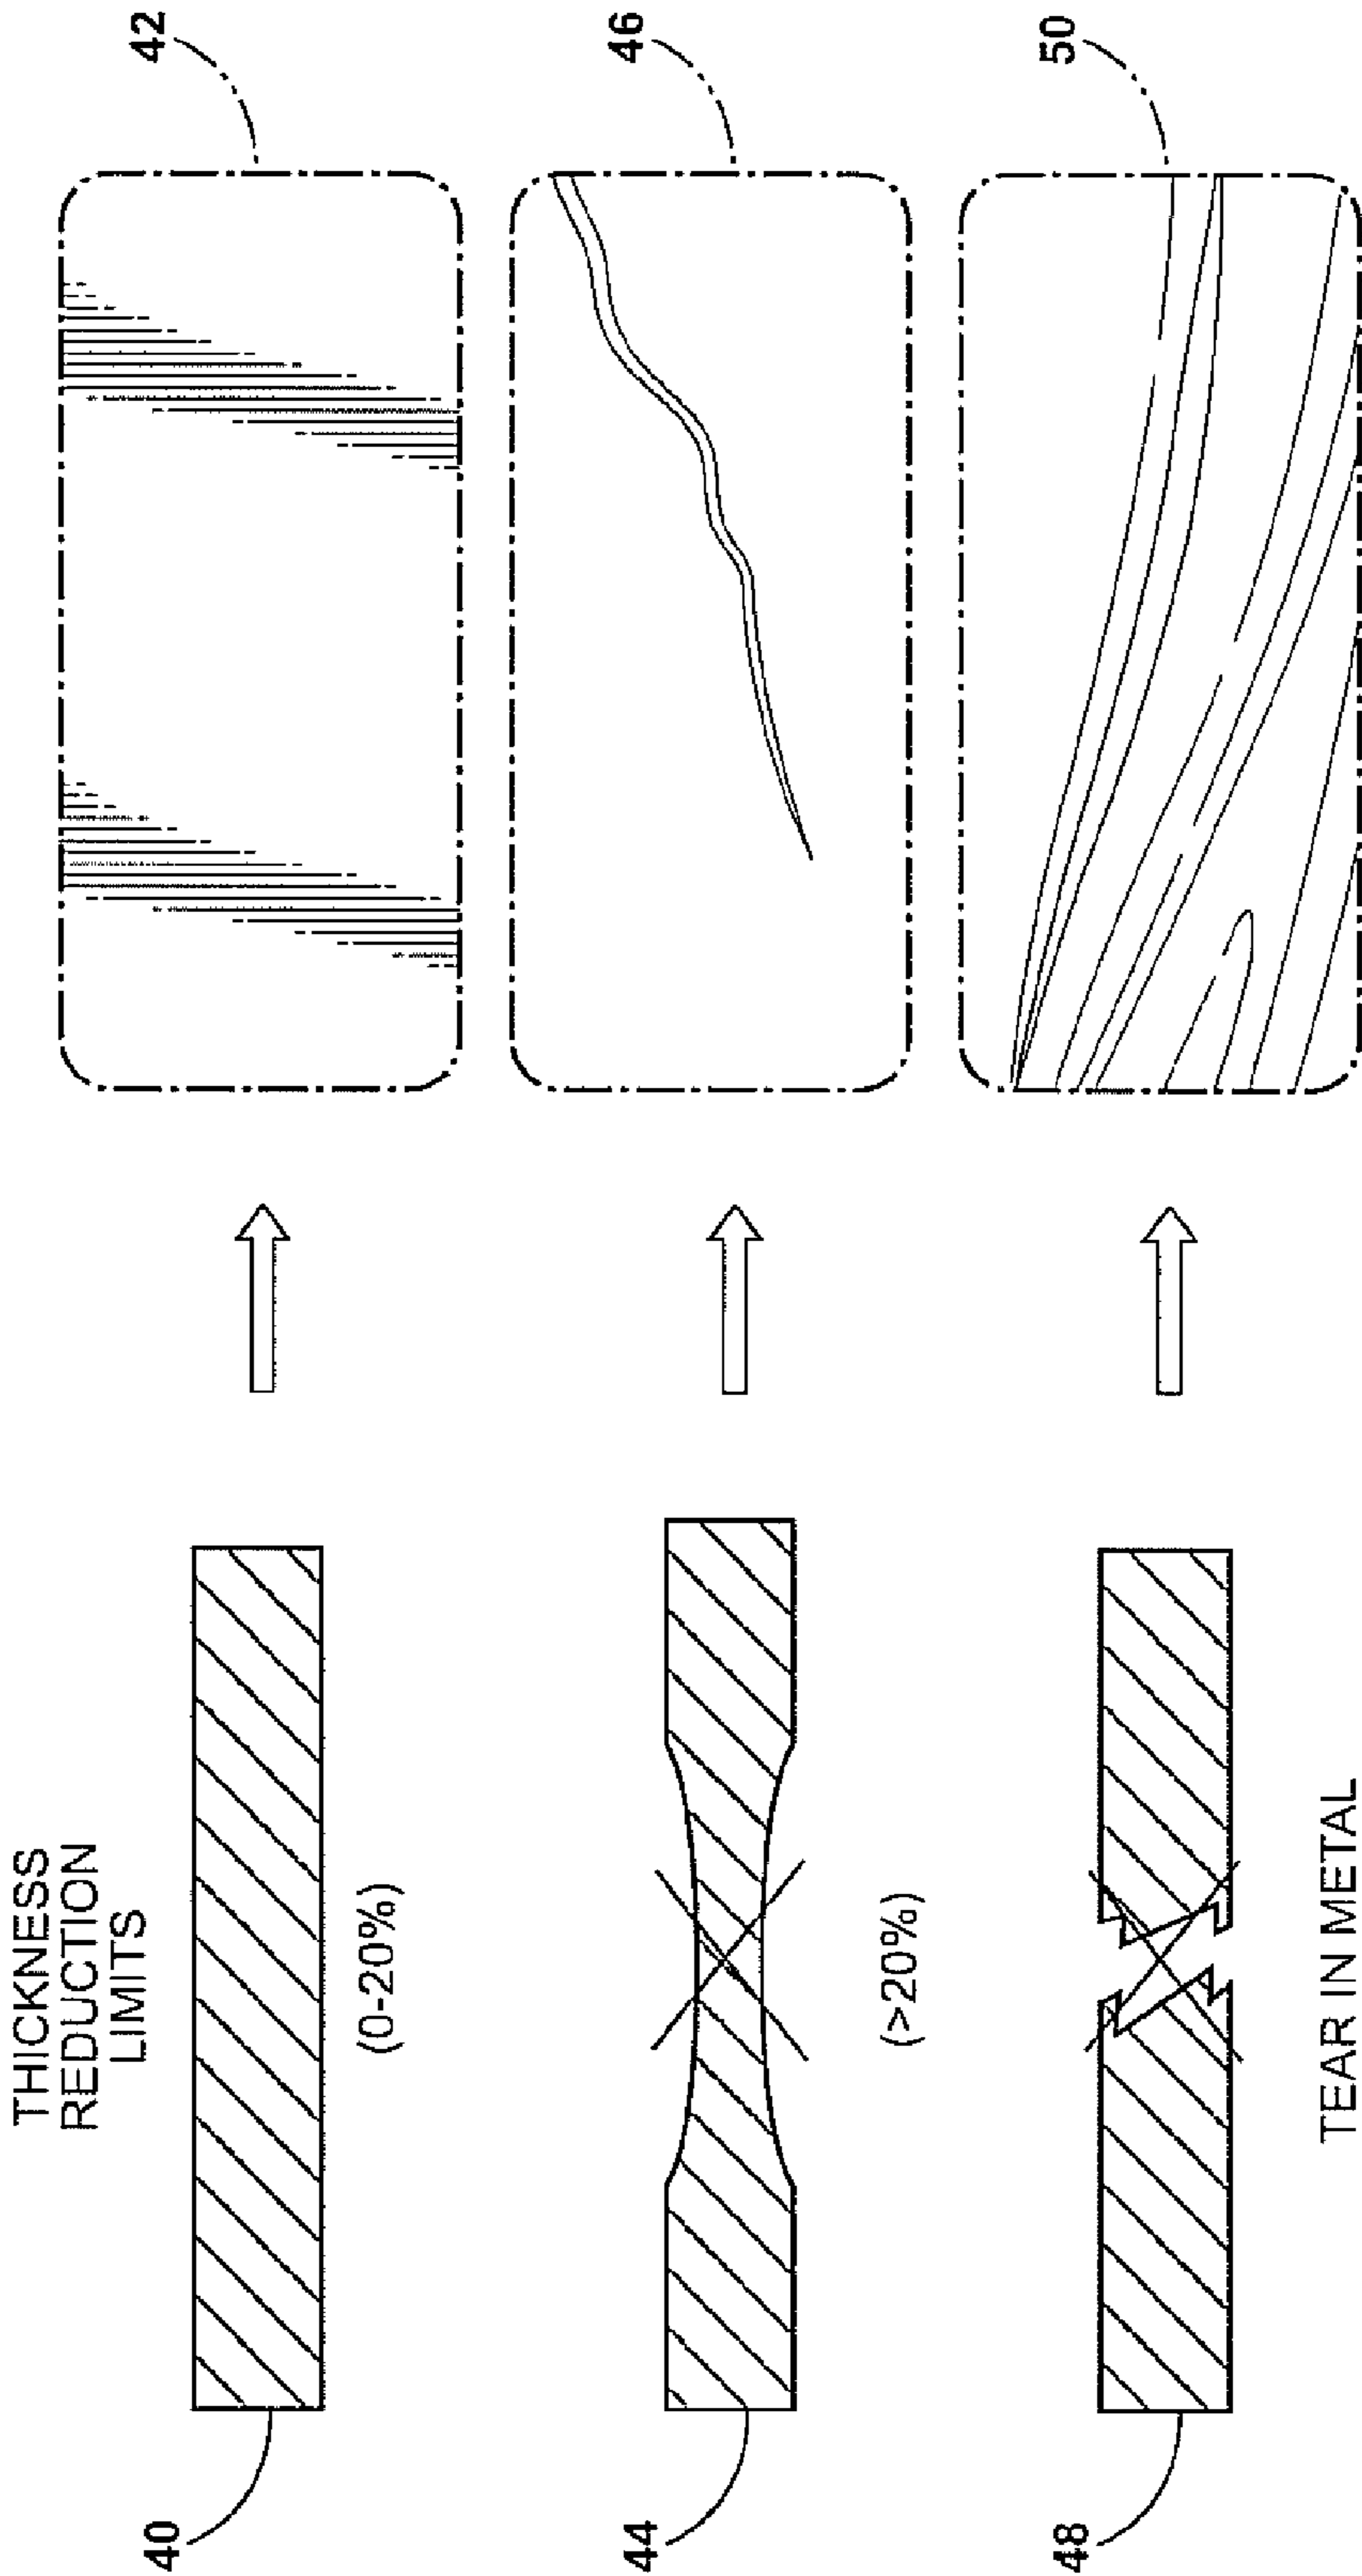 THICKNESS
REDUCTION
LIMITS
40
(0-20%)
42
44
(>20%)
46
48
TEAR IN METAL
50